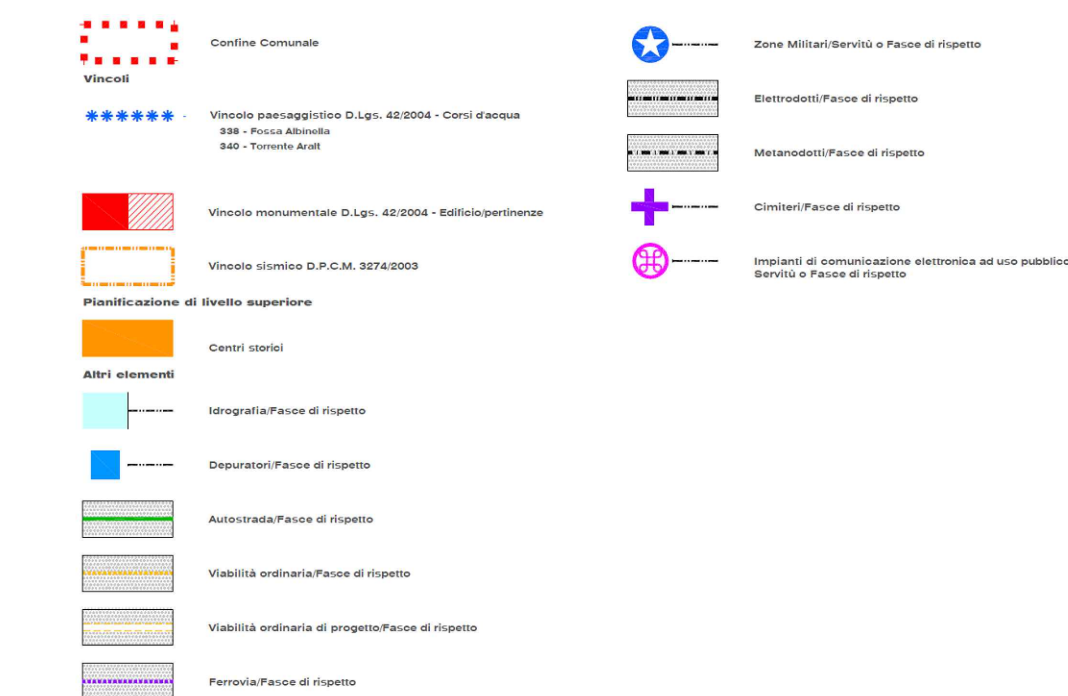 Confine Comunale
Vincoli
Vincolo paesaggistico D.Lgs. 42/2004 - Corsi d'acqua
338 - Fossa Albinella
340 - Torrente Aralt
Vincolo monumentale D.Lgs. 42/2004 - Edificio/pertinenze
Vincolo sismico D.P.C.M. 3274/2003
Pianificazione di livello superiore
Centri storici
Altri elementi
Idrografia/Fasce di rispetto
Depuratori/Fasce di rispetto
Autostrada/Fasce di rispetto
Viabilità ordinaria/Fasce di rispetto
Viabilità ordinaria di progetto/Fasce di rispetto
Ferrovia/Fasce di rispetto
Zone Militari/Servitù o Fasce di rispetto
Elettrodotti/Fasce di rispetto
Metanodotti/Fasce di rispetto
Cimiteri/Fasce di rispetto
Impianti di comunicazione elettronica ad uso pubblico
Servitù o Fasce di rispetto